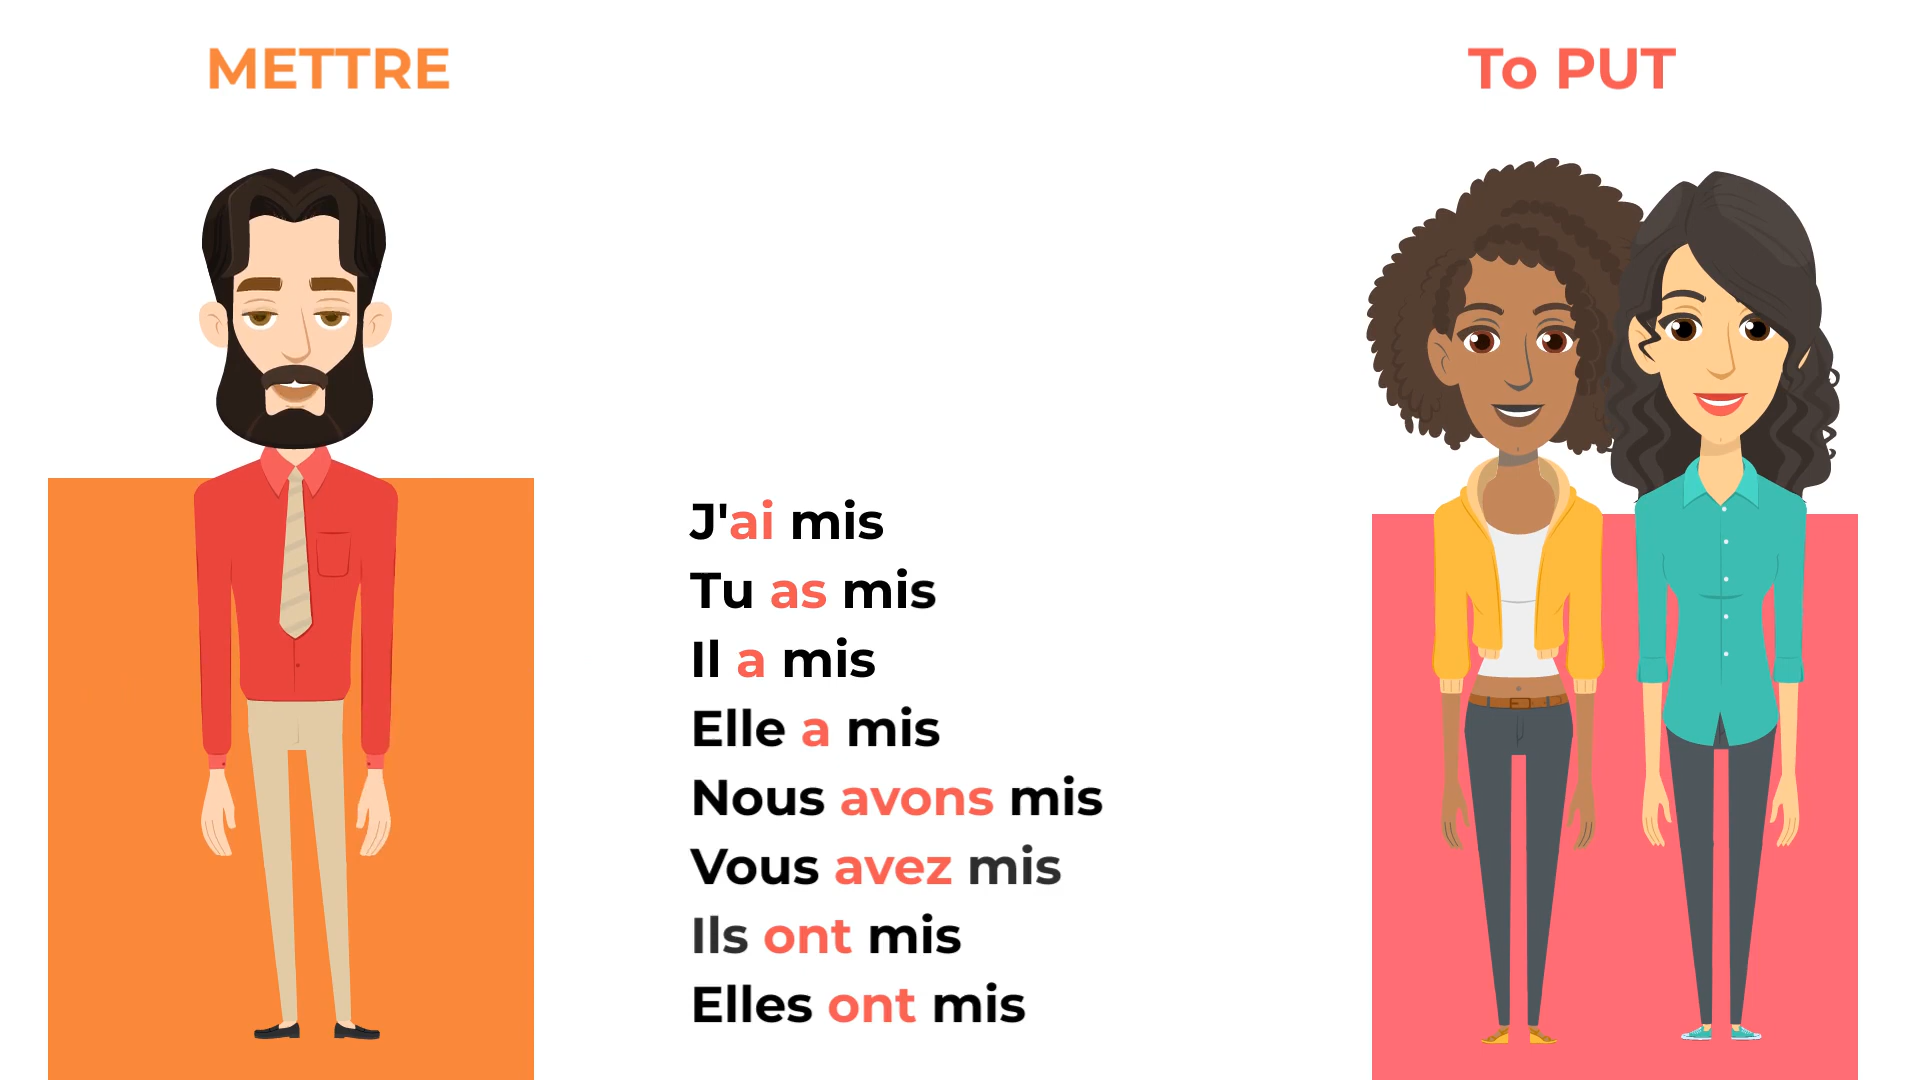 METTRE
To PUT
J'ai mis
Tu as mis
Il a mis
Elle a mis
Nous avons mis
Vous avez mis
Ils ont mis
Elles ont mis